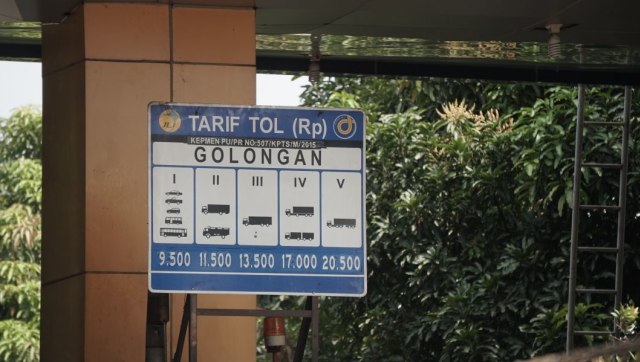 TARIF TOL (Rp)
KEPMEN PU/PR NO:507/KPTS/M/2015
GOLONGAN
I II III IV V
9.500 11.500 13.500 17.000 20.500